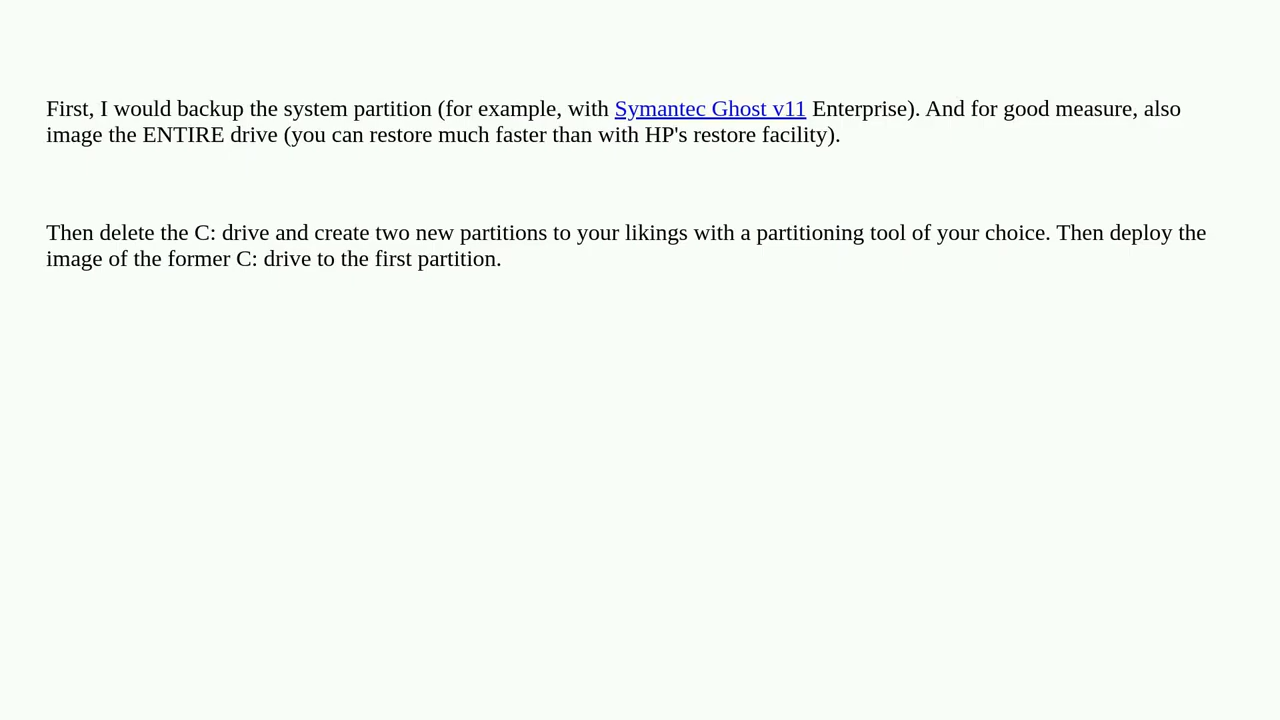 First, I would backup the system partition (for example, with Symantec Ghost v11 Enterprise). And for good measure, also
image the ENTIRE drive (you can restore much faster than with HP's restore facility).
Then delete the C: drive and create two new partitions to your likings with a partitioning tool of your choice. Then deploy the
image of the former C: drive to the first partition.